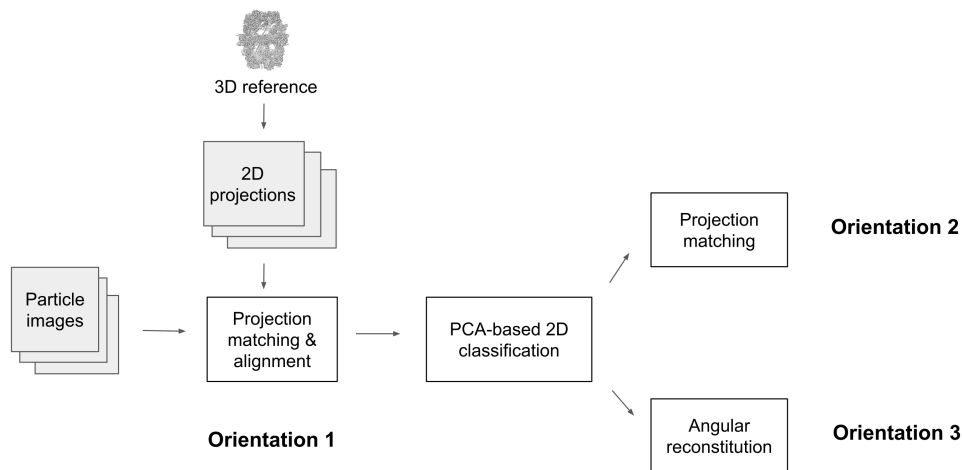 3D reference
2D
projections
Particle
images
Projection
matching &
alignment
Orientation 1
PCA-based 2D
classification
Projection
matching
Orientation 2
Angular
reconstitution
Orientation 3